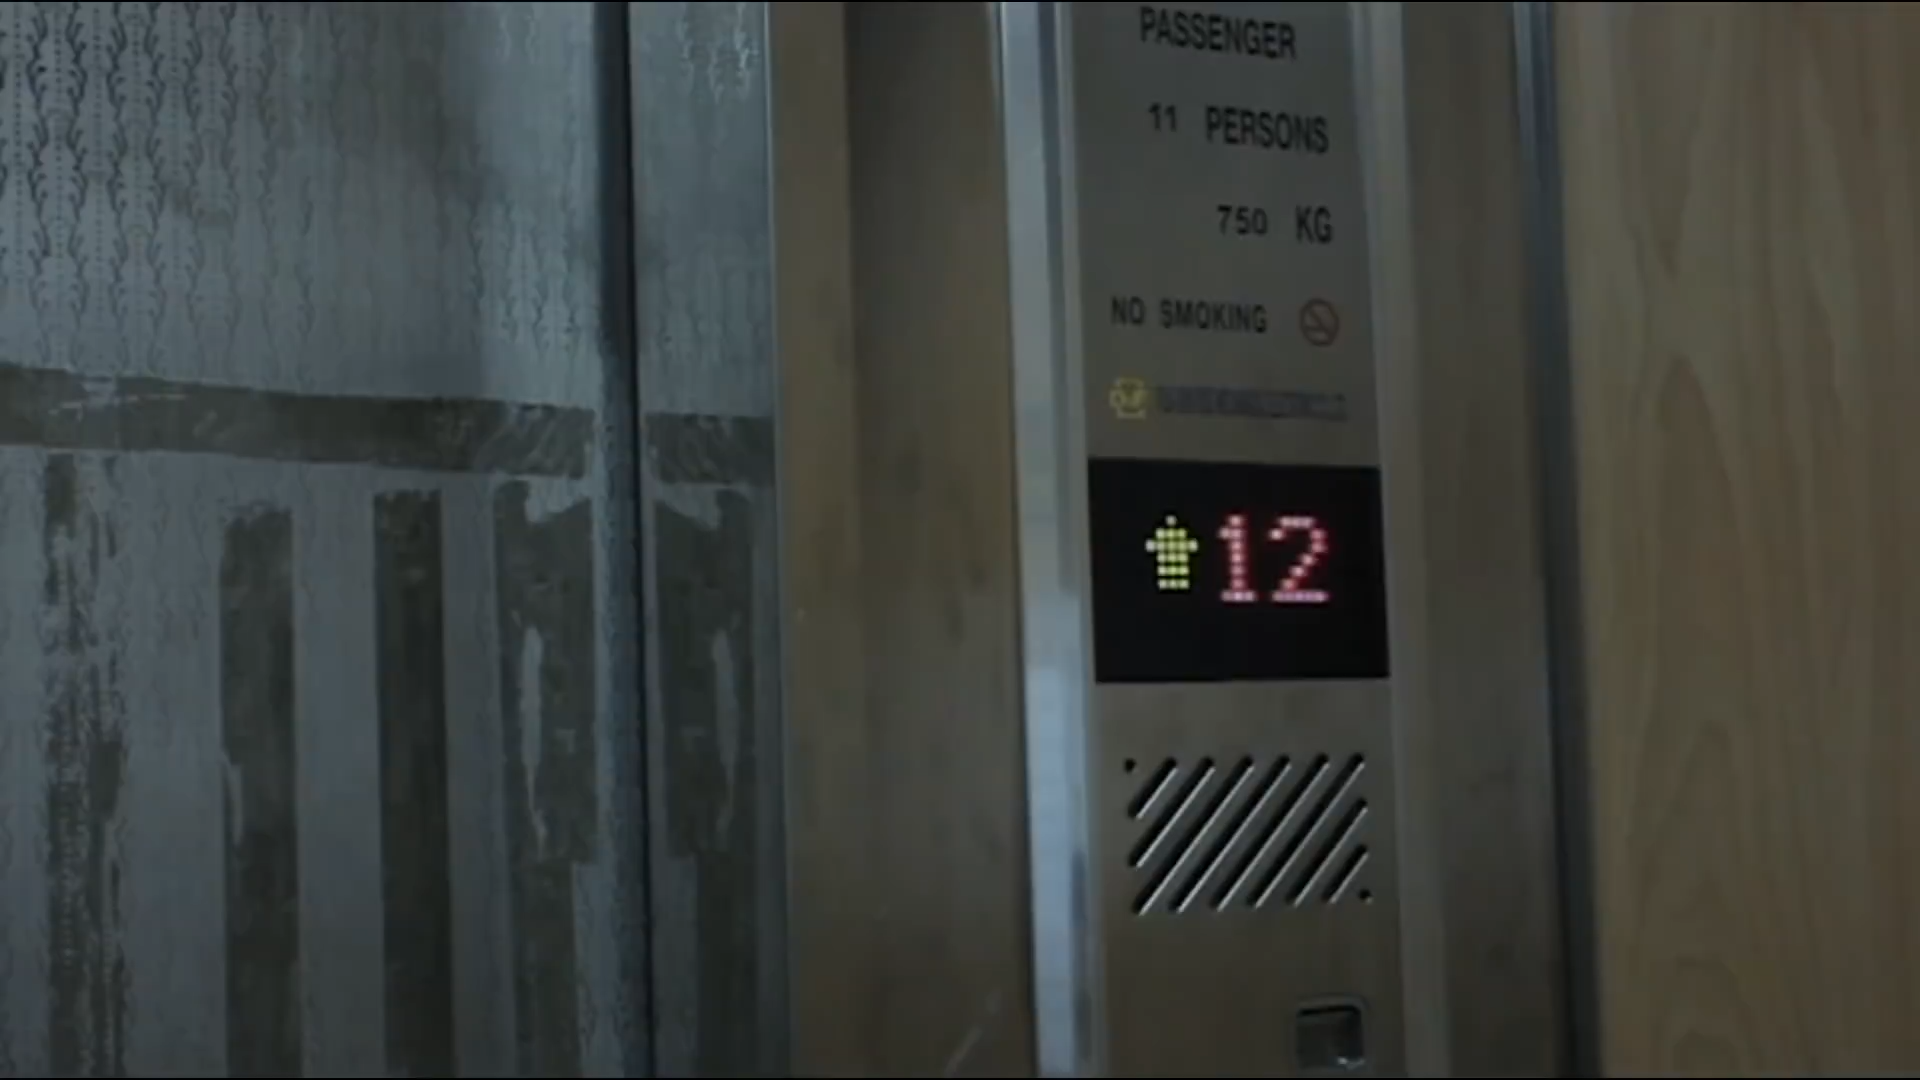 PASSENGER
11 PERSONS
750 KG
NO SMOKING
12